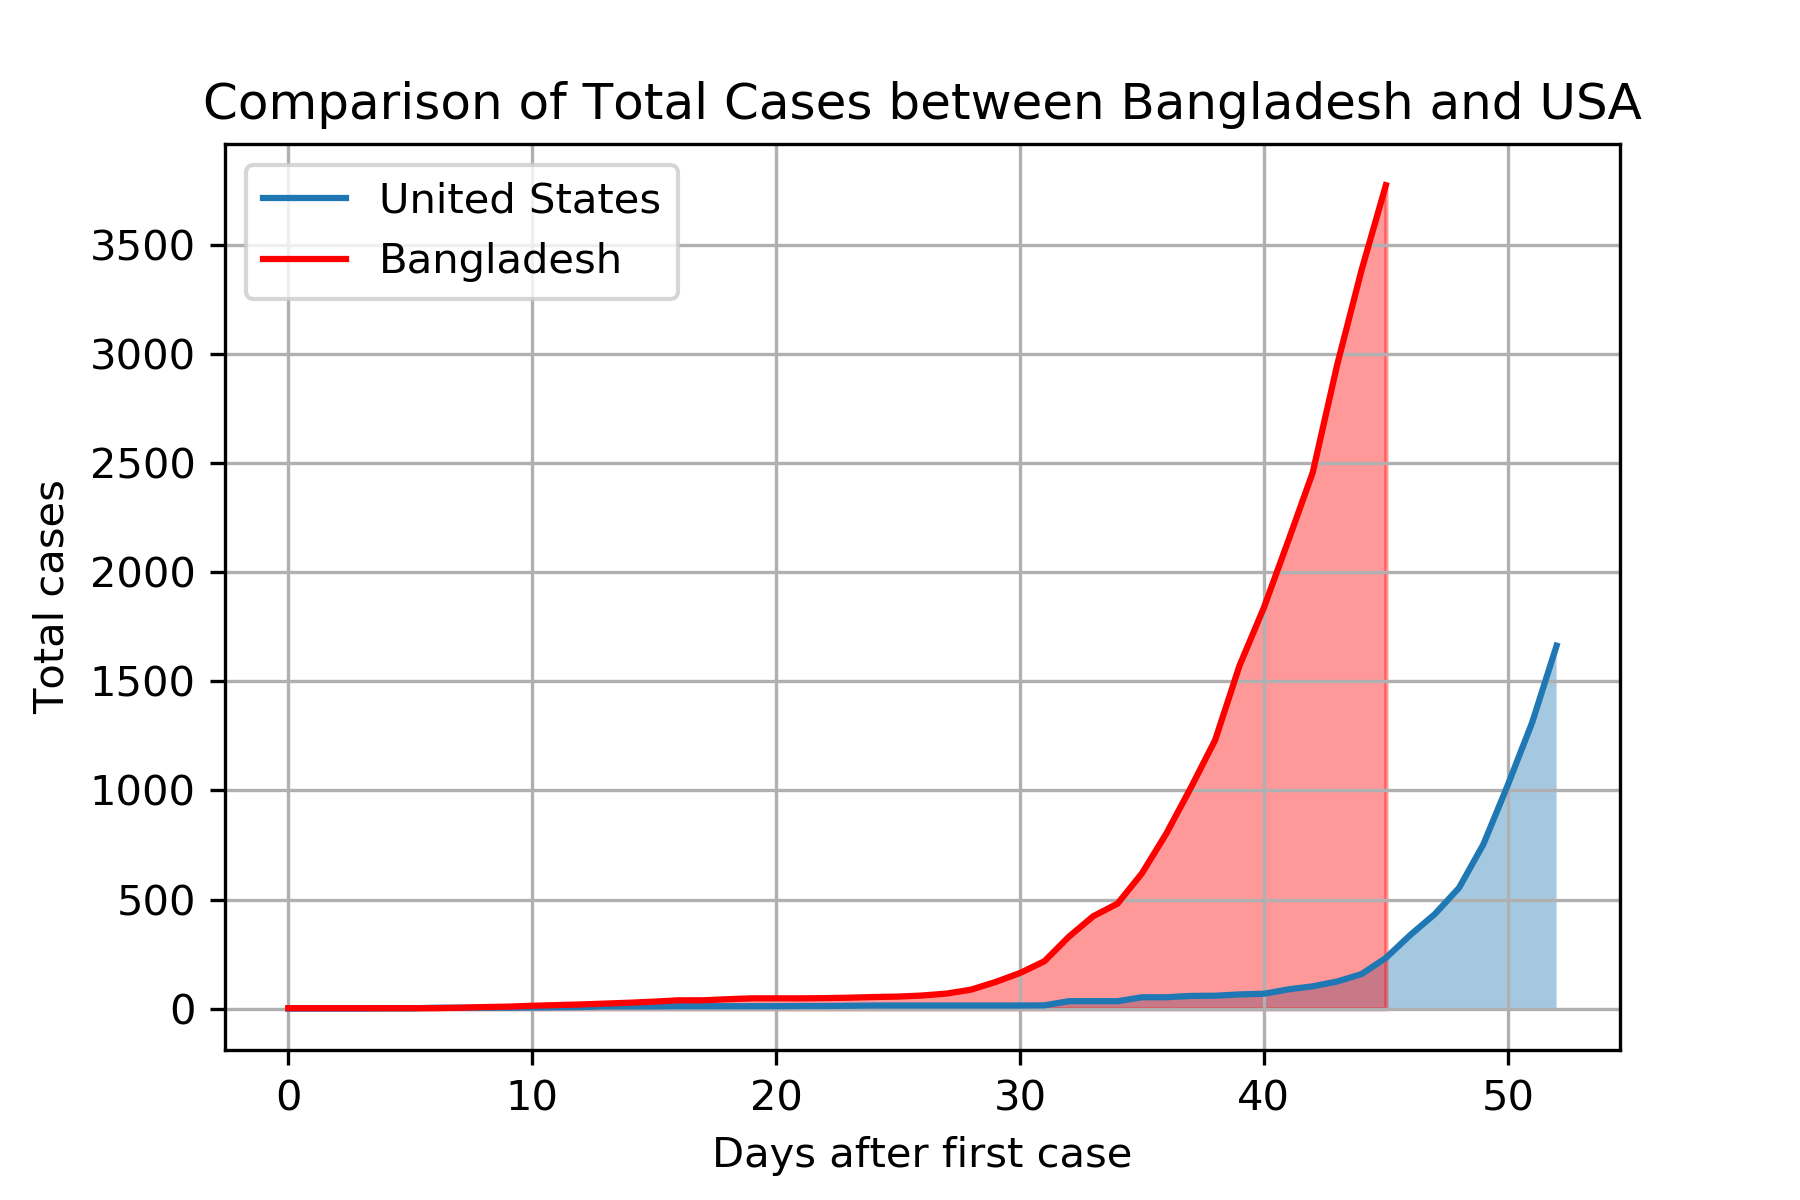 Comparison of Total Cases between Bangladesh and USA
United States
Bangladesh
3500
3000
2500
2000
1500
1000
500
0
Total cases
0 10 20 30 40 50
Days after first case